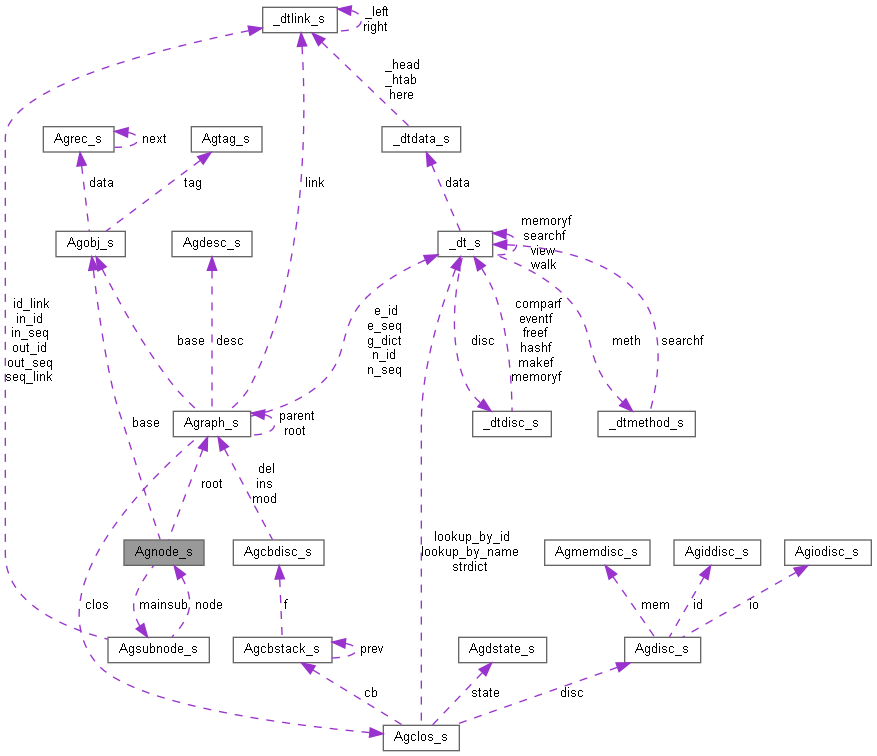 _dtlink_s
_left
right
_head
_htab
here
Agrec_s
next
Agtag_s
_dtdata_s
data
tag
link
data
Agobj_s
Agdesc_s
_dt_s
memoryf
searchf
view
walk
id_link
in_id
in_seq
out_id
out_seq
seq_link
base
desc
e_id
e_seq
g_dict
n_id
n_seq
disc
comparf
eventf
freef
hashf
makef
memoryf
meth
searchf
base
Agraph_s
parent
root
_dtdisc_s
_dtmethod_s
root
del
ins
mod
Agnode_s
Agcbdisc_s
lookup_by_id
lookup_by_name
strdict
Agmemdisc_s
Agiddisc_s
Agiodisc_s
clos
mainsub
node
f
mem
id
io
Agsubnode_s
Agcbstack_s
prev
Agdstate_s
Agdisc_s
cb
state
disc
Agclos_s